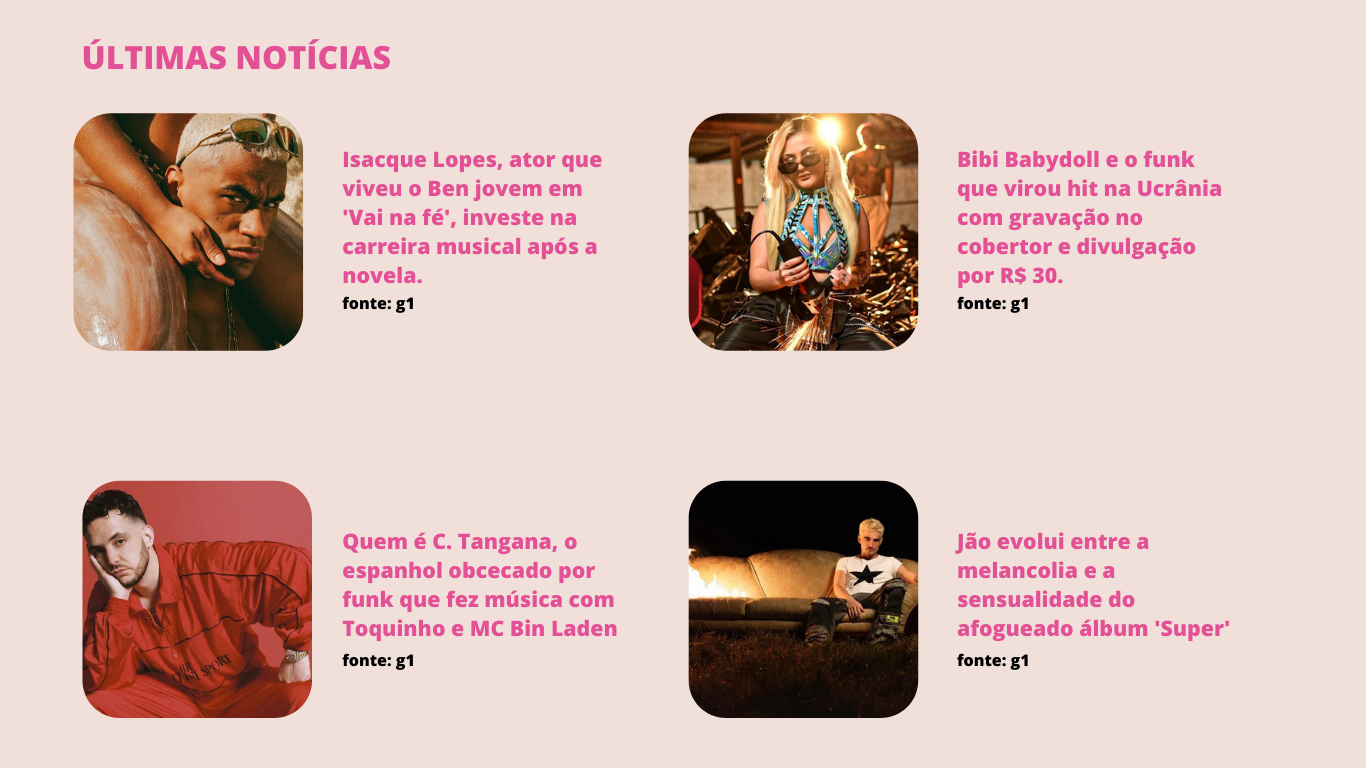 ÚLTIMAS NOTÍCIAS
Isacque Lopes, ator que
viveu o Ben jovem em
'Vai na fé', investe na
carreira musical após a
novela.
fonte: g1
Bibi Babydoll e o funk
que virou hit na Ucrânia
com gravação no
cobertor e divulgação
por R$ 30.
fonte: g1
Quem é C. Tangana, o
espanhol obcecado por
funk que fez música com
Toquinho e MC Bin Laden
fonte: g1
Jão evolui entre a
melancolia e a
sensualidade do
afogueado álbum 'Super'
fonte: g1
SPORT